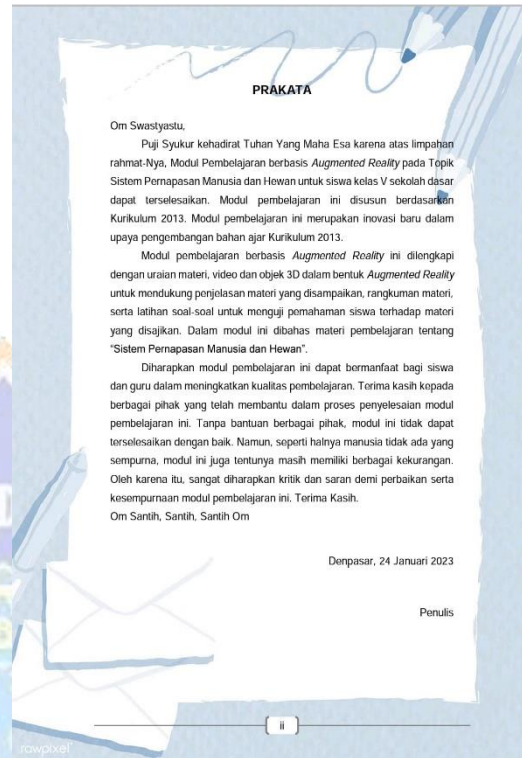 PRAKATA
Om Swastyastu,
Puji Syukur kehadirat Tuhan Yang Maha Esa karena atas limpahan
rahmat-Nya, Modul Pembelajaran berbasis Augmented Reality pada Topik
Sistem Pernapasan Manusia dan Hewan untuk siswa kelas V sekolah dasar
dapat terselesaikan. Modul pembelajaran ini disusun berdasarkan
Kurikulum 2013. Modul pembelajaran ini merupakan inovasi baru dalam
upaya pengembangan bahan ajar Kurikulum 2013.
Modul pembelajaran berbasis Augmented Reality ini dilengkapi
dengan uraian materi, video dan objek 3D dalam bentuk Augmented Reality
untuk mendukung penjelasan materi yang disampaikan, rangkuman materi,
serta latihan soal-soal untuk menguji pemahaman siswa terhadap materi
yang disajikan. Dalam modul ini dibahas materi pembelajaran tentang
"Sistem Pernapasan Manusia dan Hewan".
Diharapkan modul pembelajaran ini dapat bermanfaat bagi siswa
dan guru dalam meningkatkan kualitas pembelajaran. Terima kasih kepada
berbagai pihak yang telah membantu dalam proses penyelesaian modul
pembelajaran ini. Tanpa bantuan berbagai pihak, modul ini tidak dapat
terselesaikan dengan baik. Namun, seperti halnya manusia tidak ada yang
sempurna, modul ini juga tentunya masih memiliki berbagai kekurangan.
Oleh karena itu, sangat diharapkan kritik dan saran demi perbaikan serta
kesempurnaan modul pembelajaran ini. Terima Kasih.
Om Santih, Santih, Santih Om
Denpasar, 24 Januari 2023
Penulis
ii
rawpixel